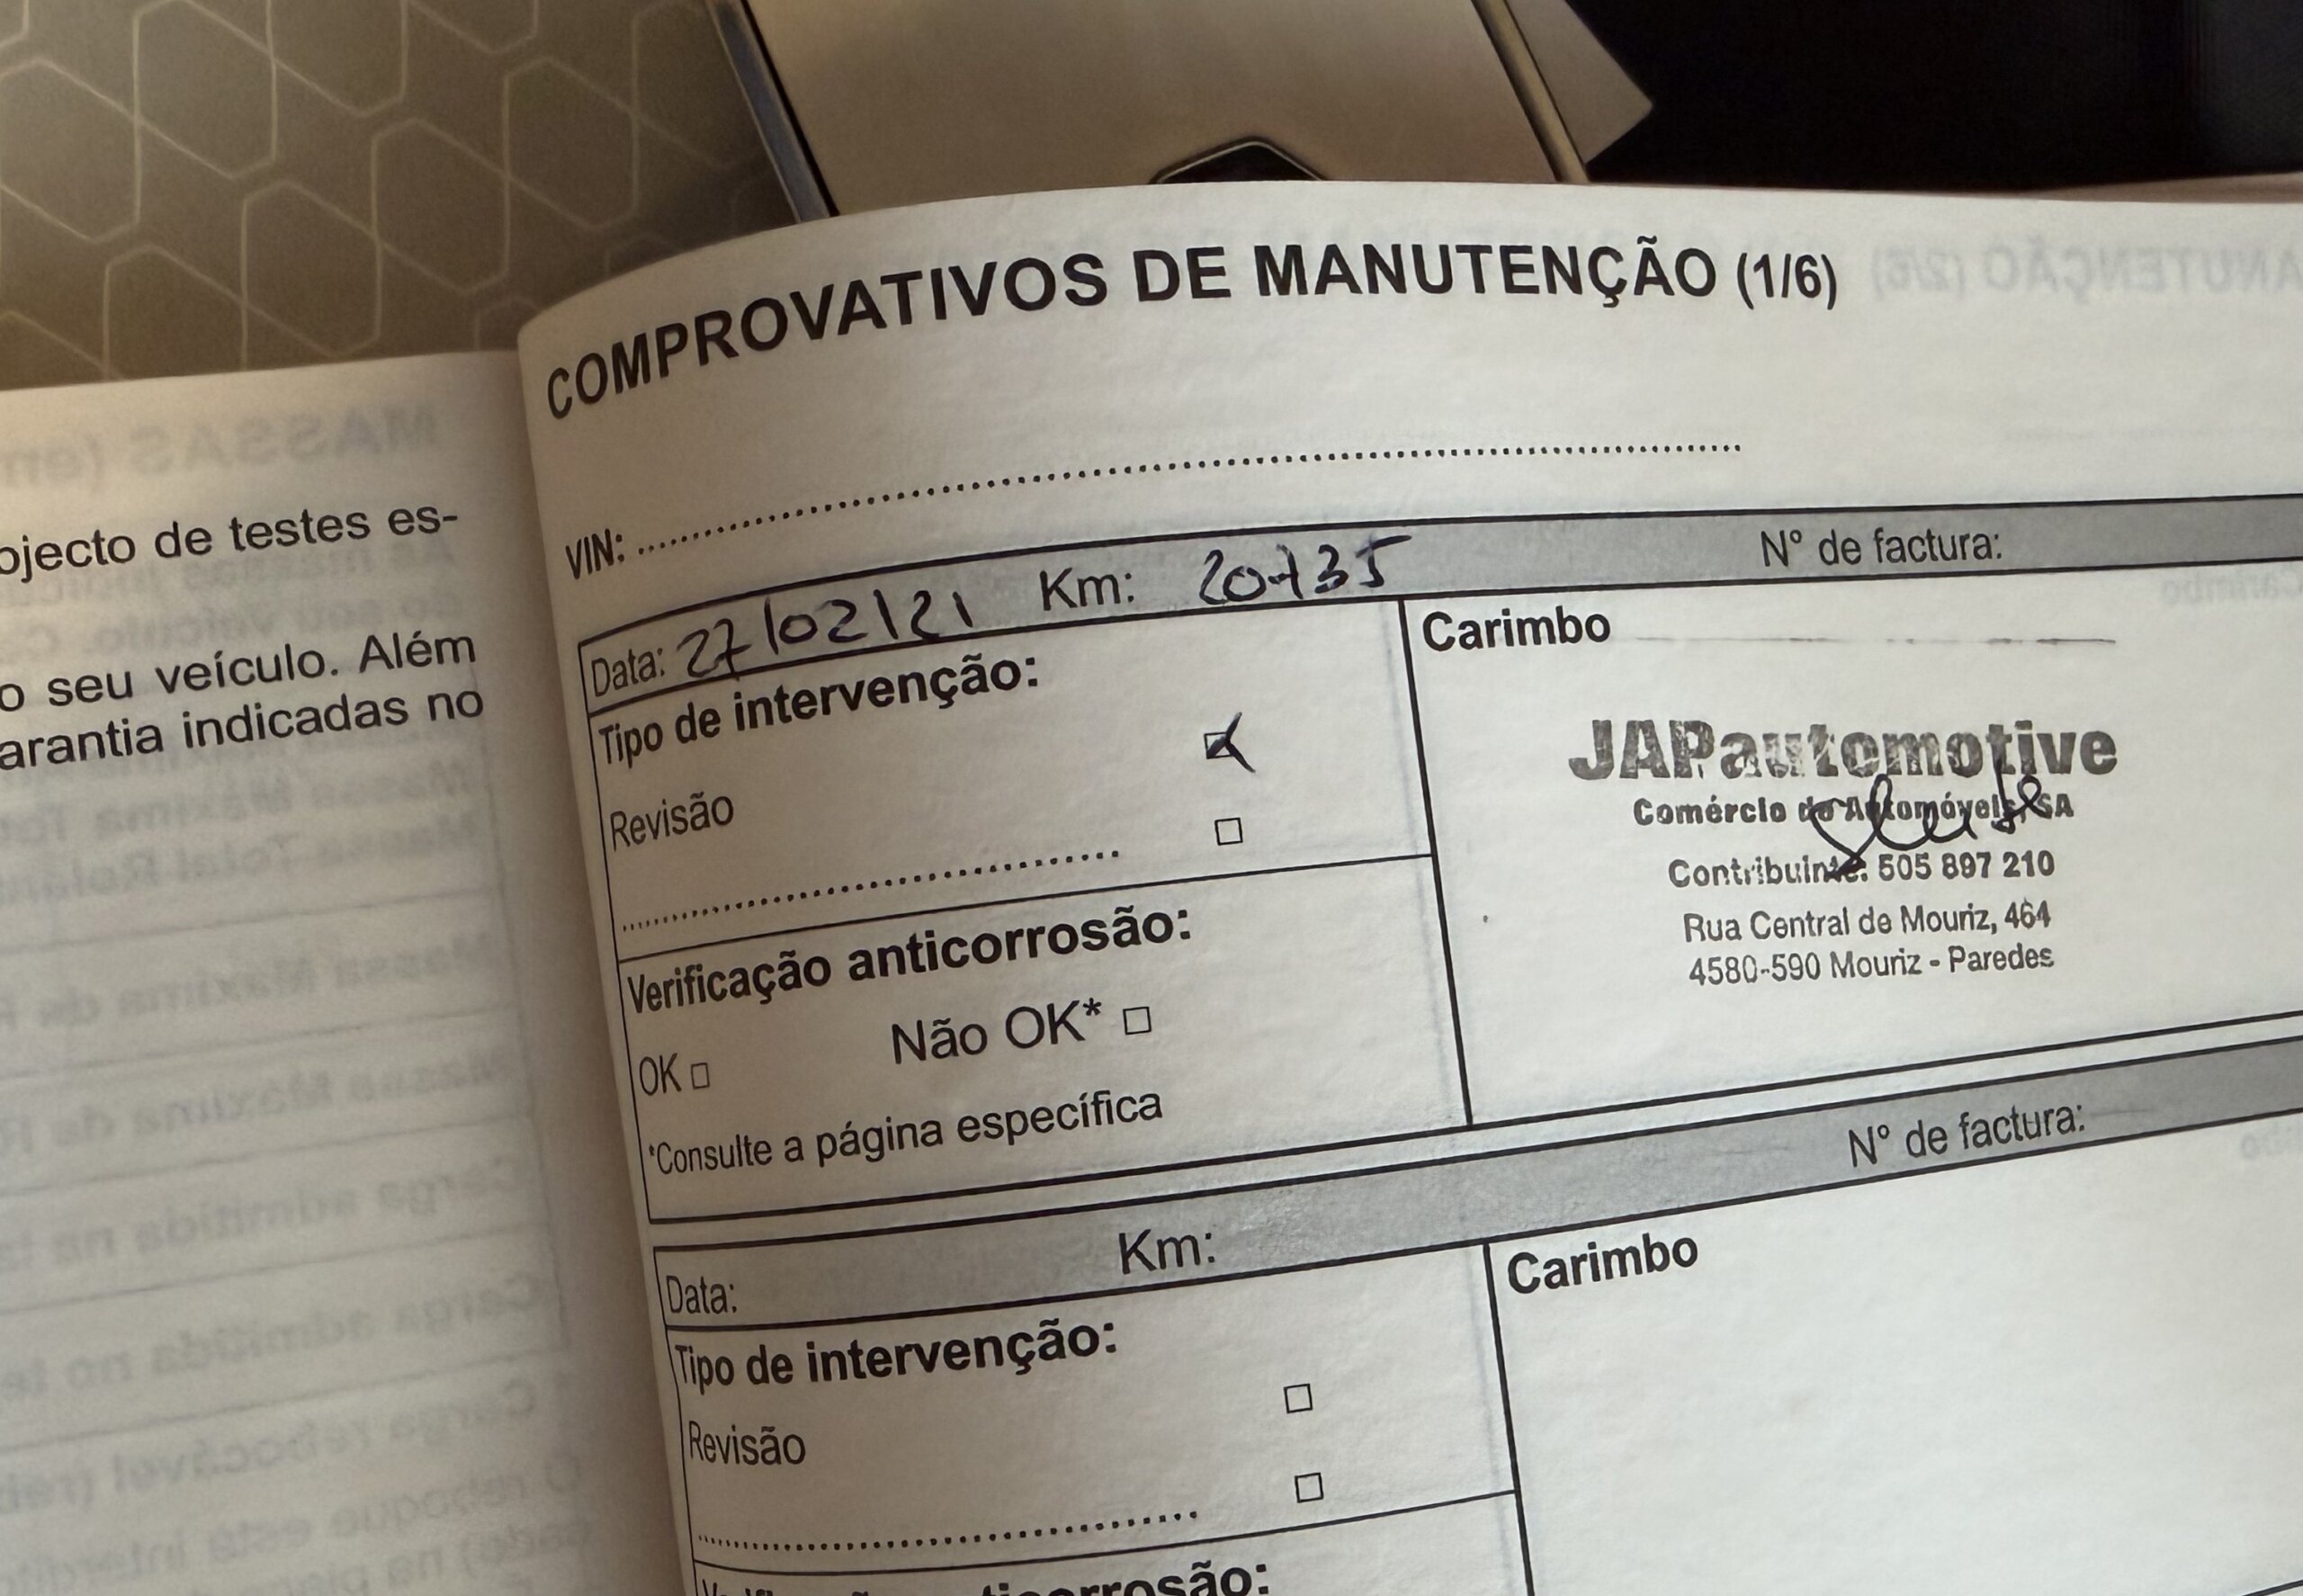 COMPROVATIVOS DE MANUTENÇÃO (1/6)
VIN:
Data: 27/02/21 Km: 20735 N° de factura:
Tipo de intervenção:
Revisão
Verificação anticorrosão:
OK Não OK*
*Consulte a página específica
Carimbo
JAPautomotive
Comércio de Automóveis, SA
Contribuinte: 505 897 210
Rua Central de Mouriz, 464
4580-590 Mouriz - Paredes
Data: Km: N° de factura:
Tipo de intervenção:
Revisão
Carimbo
objecto de testes es-
o seu veículo. Além
arantia indicadas no